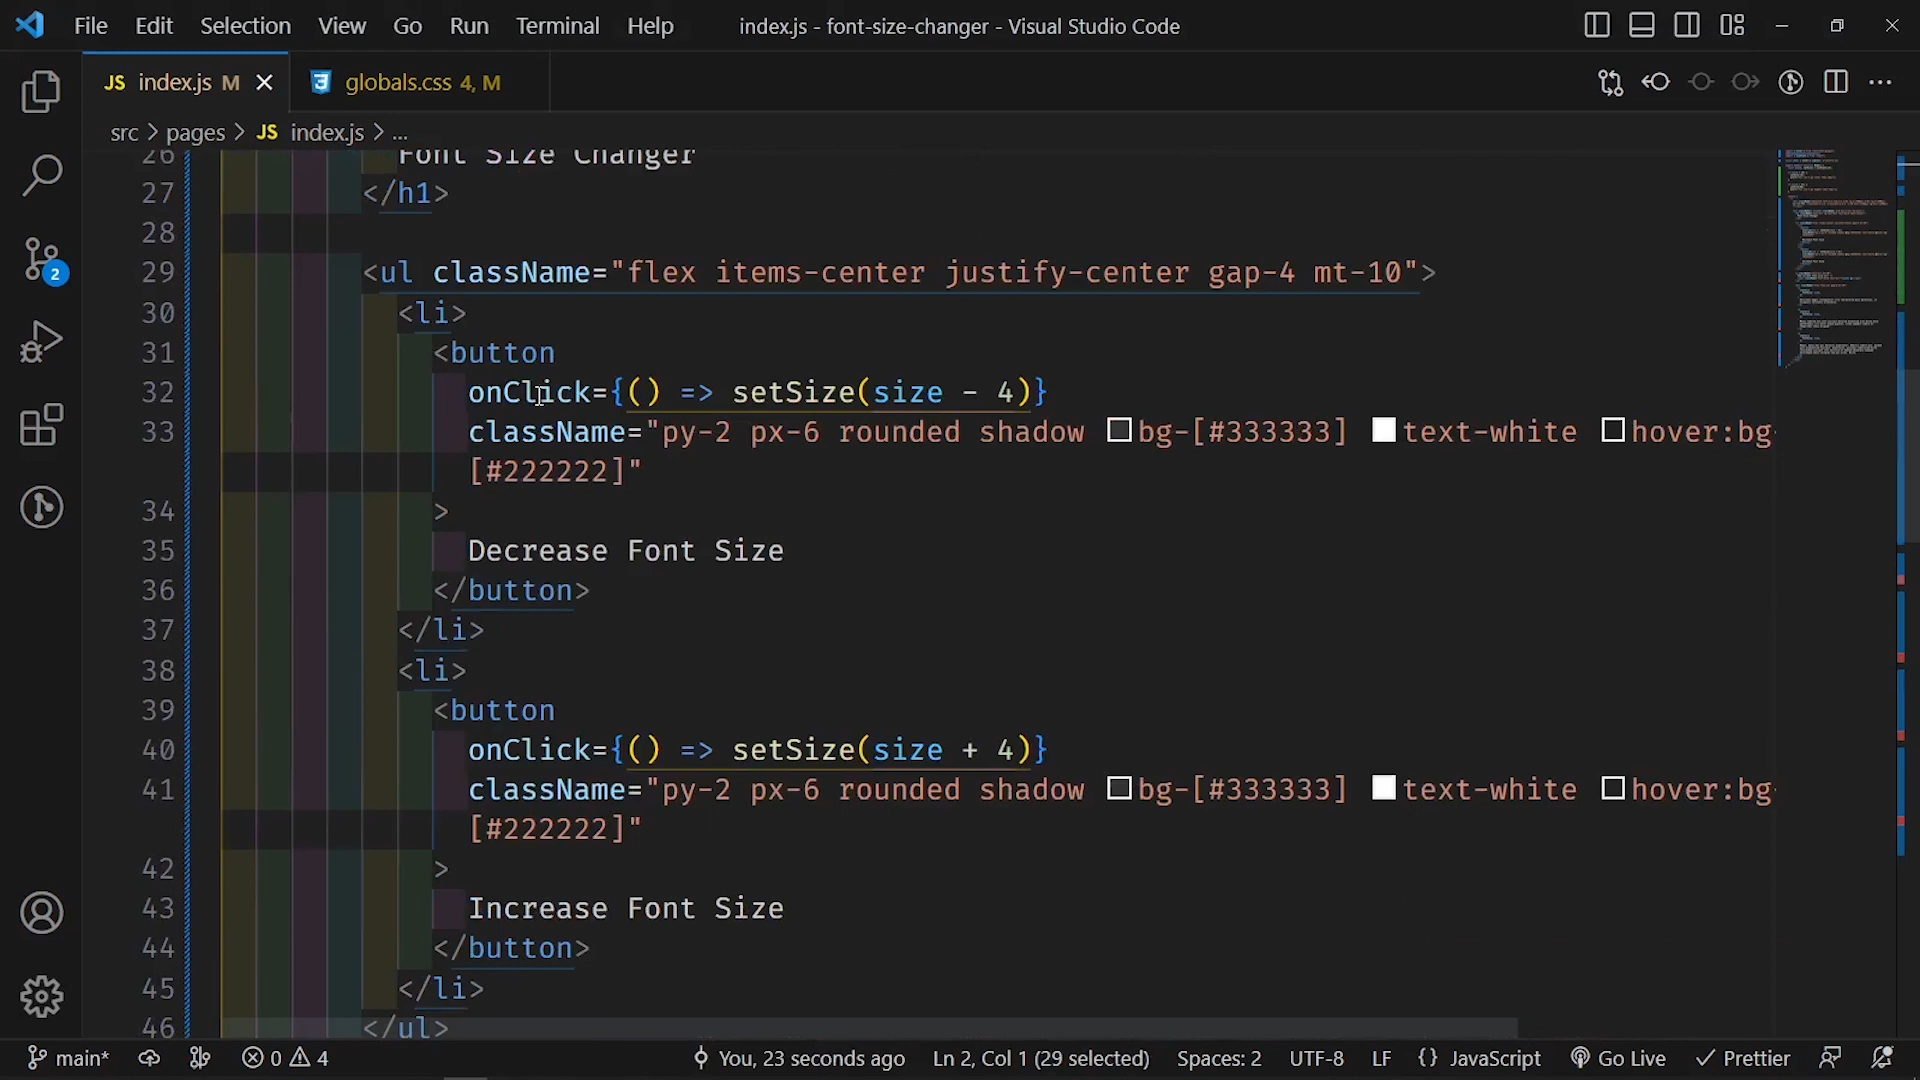 File Edit Selection View Go Run Terminal Help index.js - font-size-changer - Visual Studio Code
JS index.js M globals.css 4, M
src > pages > JS index.js > ...
26 Font Size Changer
27 </h1>
28
29 <ul className="flex items-center justify-center gap-4 mt-10">
30 <li>
31 <button
32 onClick={() => setSize(size - 4)}
33 className="py-2 px-6 rounded shadow bg-[#333333] text-white hover:bg-
[#222222]"
34 >
35 Decrease Font Size
36 </button>
37 </li>
38 <li>
39 <button
40 onClick={() => setSize(size + 4)}
41 className="py-2 px-6 rounded shadow bg-[#333333] text-white hover:bg-
[#222222]"
42 >
43 Increase Font Size
44 </button>
45 </li>
46 </ul>
2
main* 0 4 You, 23 seconds ago Ln 2, Col 1 (29 selected) Spaces: 2 UTF-8 LF {} JavaScript Go Live Prettier